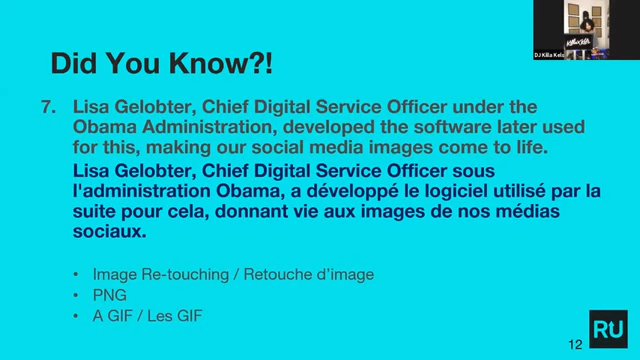 DJ Killa Kels
Did You Know?!
7. Lisa Gelobter, Chief Digital Service Officer under the
Obama Administration, developed the software later used
for this, making our social media images come to life.
Lisa Gelobter, Chief Digital Service Officer sous
l'administration Obama, a développé le logiciel utilisé par la
suite pour cela, donnant vie aux images de nos médias
sociaux.
• Image Re-touching / Retouche d’image
• PNG
• A GIF / Les GIF
RU
12